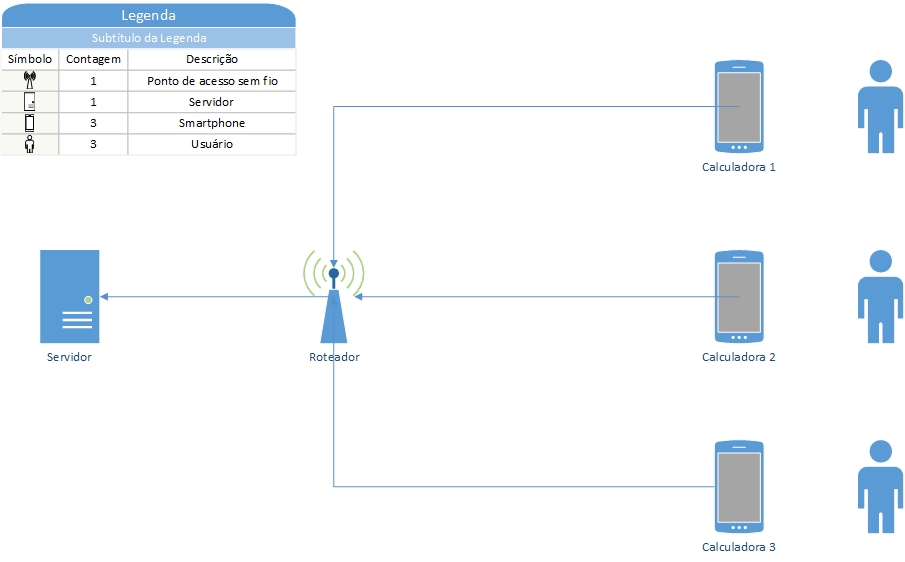 Legenda
Subtítulo da Legenda
Símbolo Contagem Descrição
1 Ponto de acesso sem fio
1 Servidor
3 Smartphone
3 Usuário
Calculadora 1
Servidor
Roteador
Calculadora 2
Calculadora 3